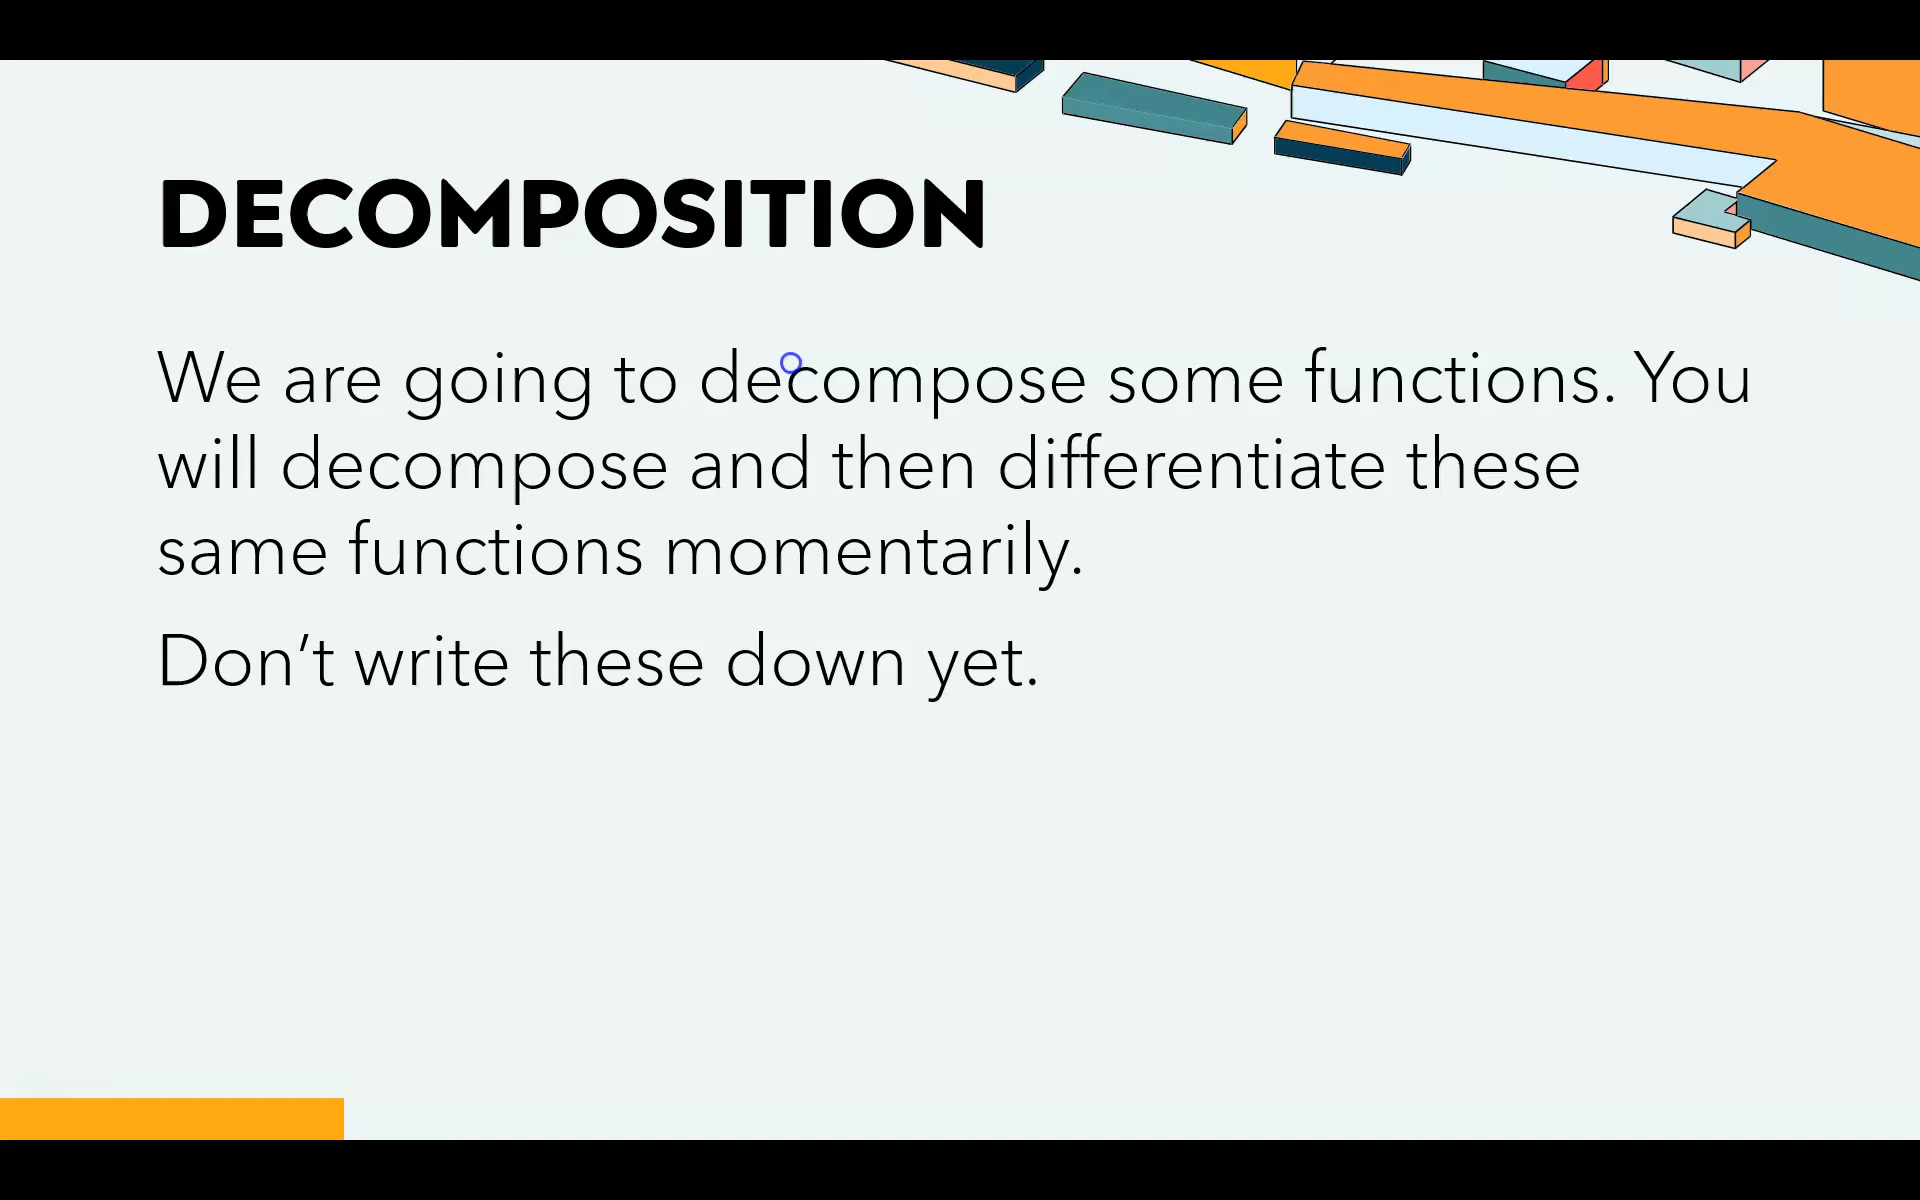 DECOMPOSITION
We are going to decompose some functions. You
will decompose and then differentiate these
same functions momentarily.
Don’t write these down yet.